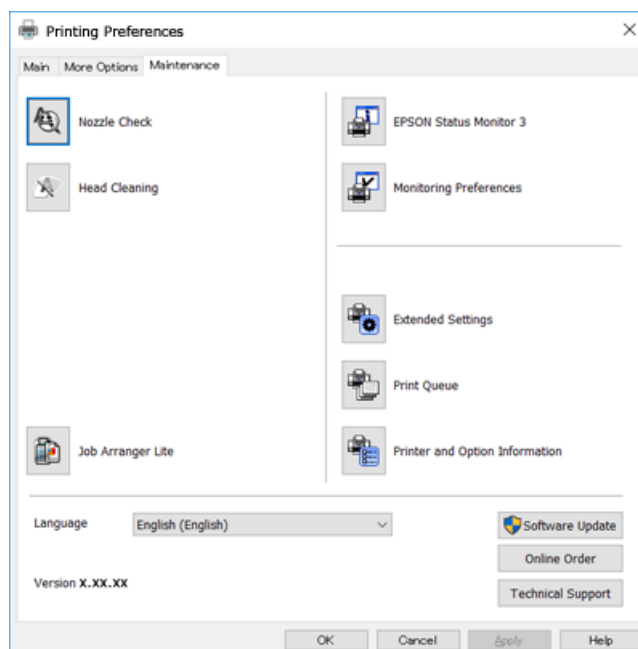 Printing Preferences
Main More Options Maintenance
Nozzle Check
EPSON Status Monitor 3
Head Cleaning
Monitoring Preferences
Extended Settings
Print Queue
Job Arranger Lite
Printer and Option Information
Language English (English)
Software Update
Online Order
Version X.XX.XX
Technical Support
OK Cancel Apply Help